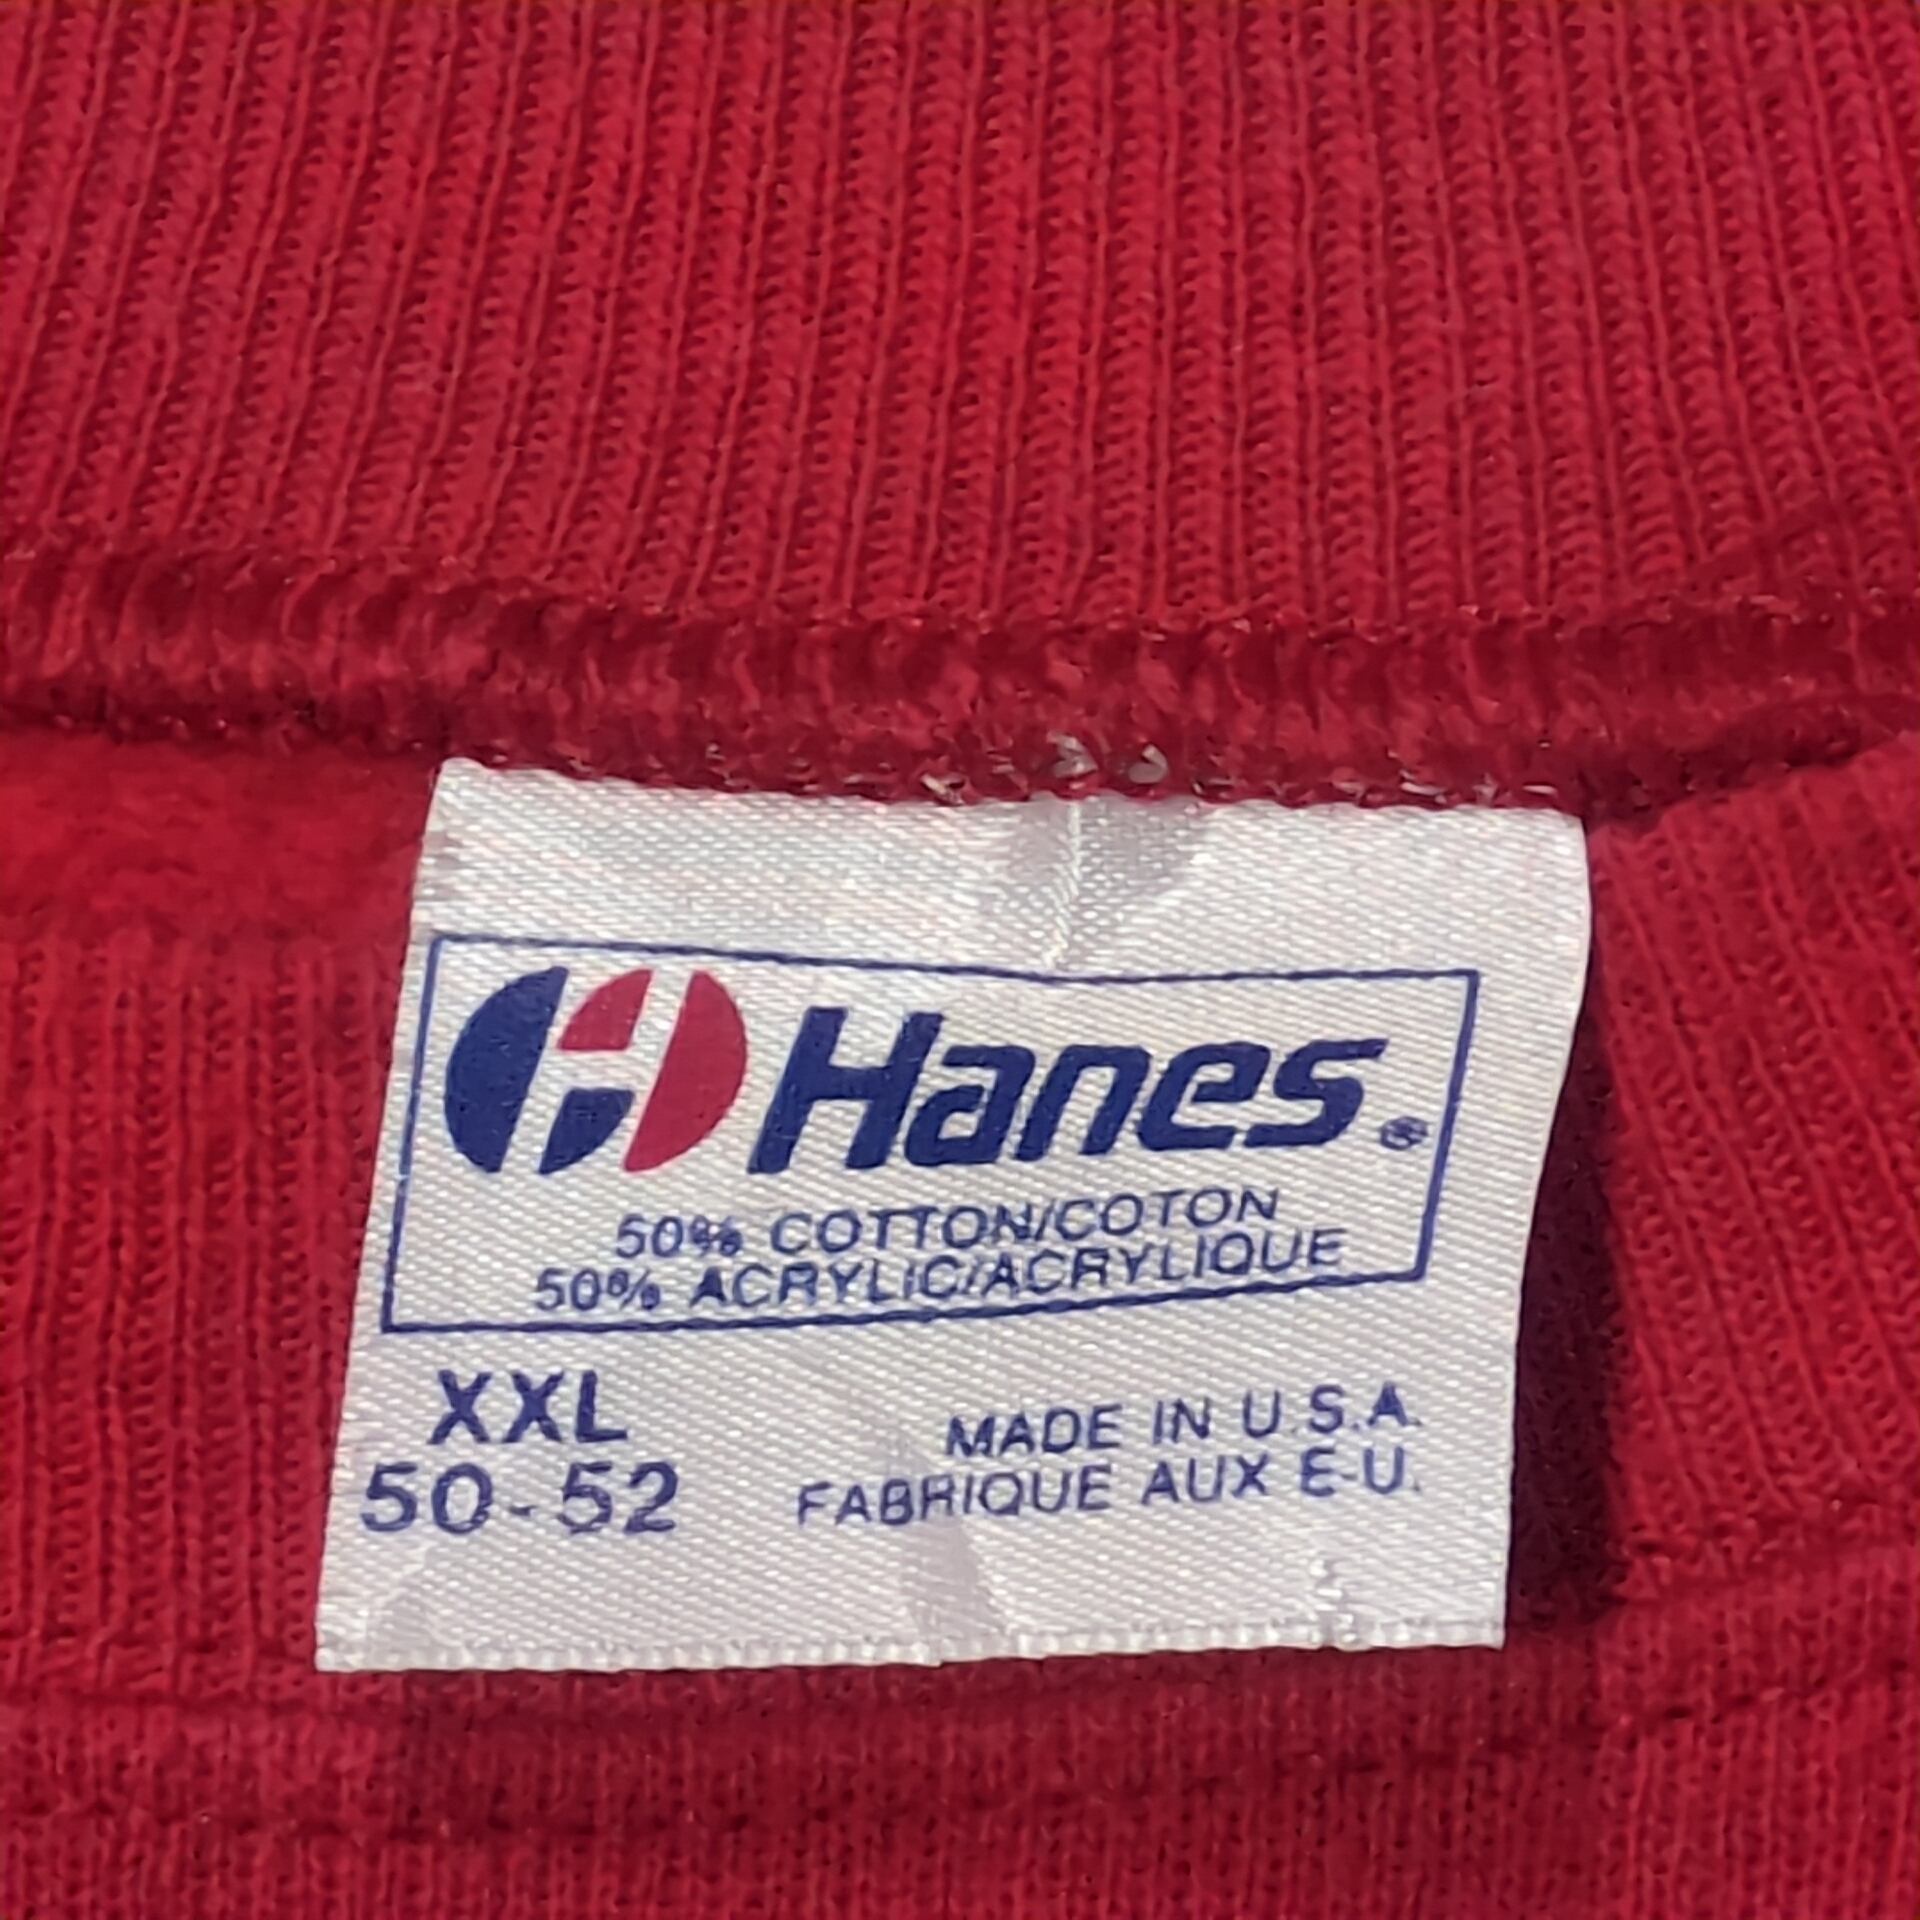 Hanes®
50% COTTON/COTON
50% ACRYLIC/ACRYLIQUE
XXL
50-52
MADE IN U.S.A.
FABRIQUE AUX E-U.